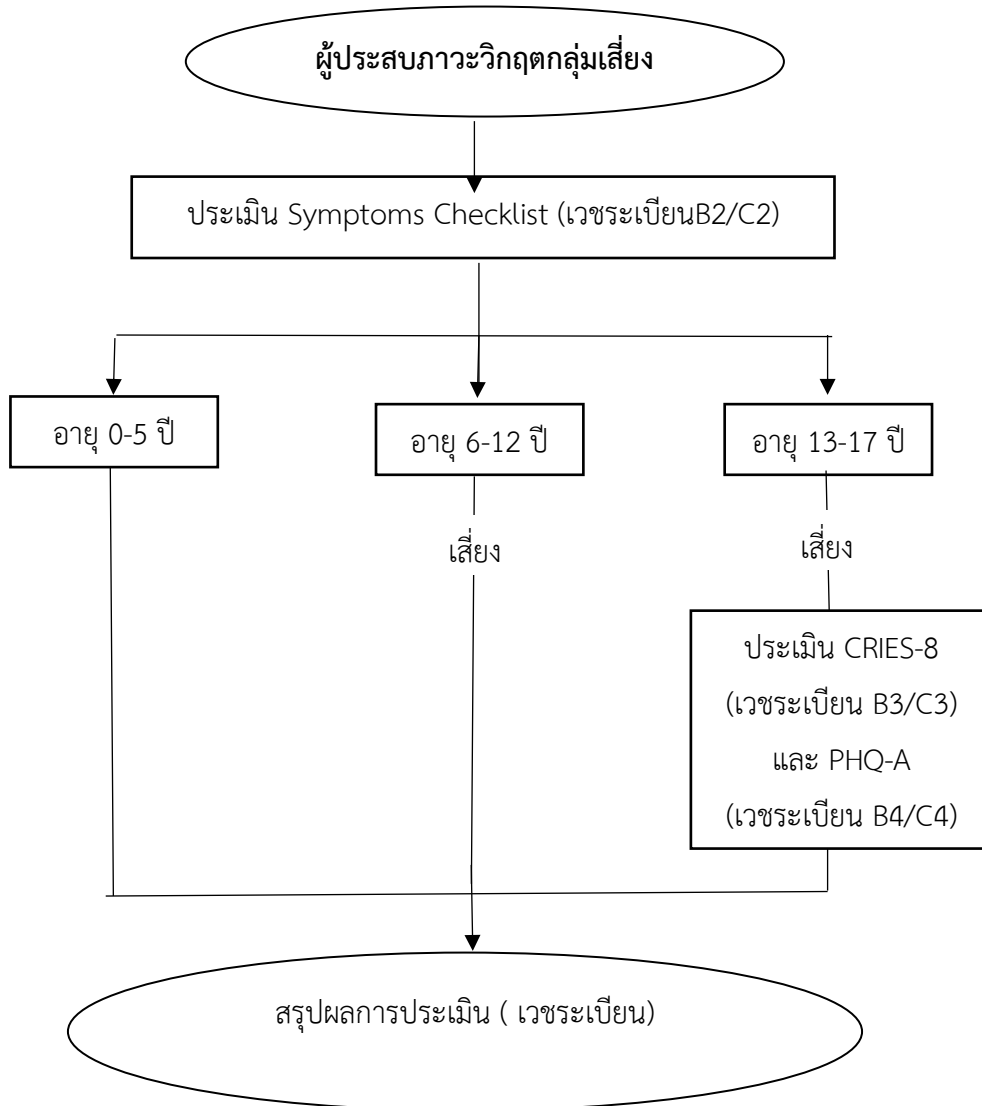 ผู้ประสบภาวะวิกฤตกลุ่มเสี่ยง
ประเมิน Symptoms Checklist (เวชระเบียนB2/C2)
อายุ 0-5 ปี
อายุ 6-12 ปี
อายุ 13-17 ปี
เสี่ยง
เสี่ยง
ประเมิน CRIES-8
(เวชระเบียน B3/C3)
และ PHQ-A
(เวชระเบียน B4/C4)
สรุปผลการประเมิน ( เวชระเบียน)